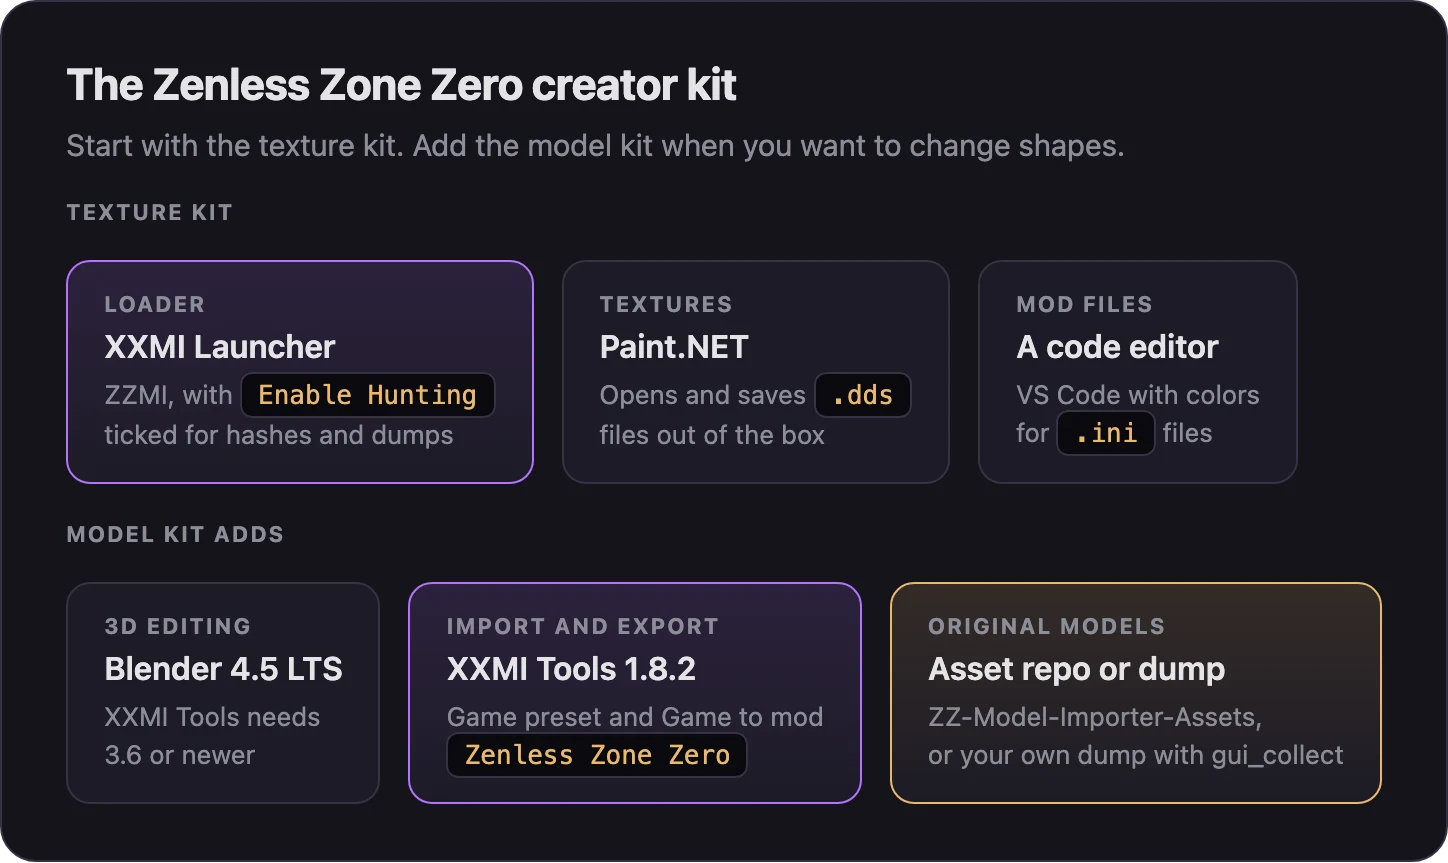 The Zenless Zone Zero creator kit
Start with the texture kit. Add the model kit when you want to change shapes.
TEXTURE KIT
LOADER
XXMI Launcher
ZZMI, with Enable Hunting
ticked for hashes and dumps
TEXTURES
Paint.NET
Opens and saves .dds
files out of the box
MOD FILES
A code editor
VS Code with colors
for .ini files
MODEL KIT ADDS
3D EDITING
Blender 4.5 LTS
XXMI Tools needs
3.6 or newer
IMPORT AND EXPORT
XXMI Tools 1.8.2
Game preset and Game to mod
Zenless Zone Zero
ORIGINAL MODELS
Asset repo or dump
ZZ-Model-Importer-Assets,
or your own dump with gui_collect